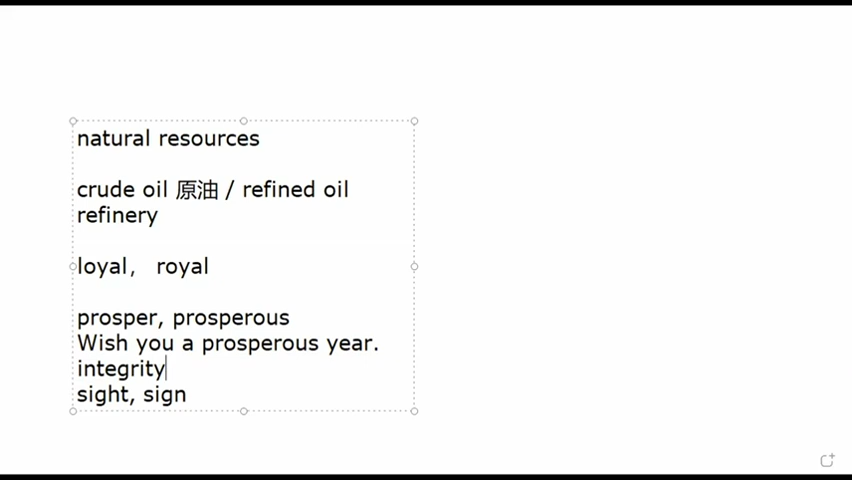 natural resources
crude oil 原油 / refined oil
refinery
loyal， royal
prosper, prosperous
Wish you a prosperous year.
integrity
sight, sign